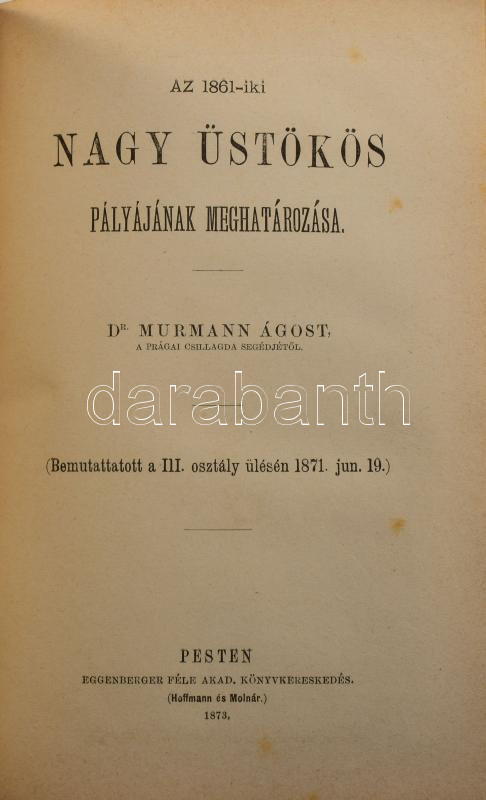 AZ 1861-iki
NAGY ÜSTÖKÖS
PÁLYÁJÁNAK MEGHATÁROZÁSA.
DR. MURMANN ÁGOST,
A PRÁGAI CSILLAGDA SEGÉDJÉTŐL.
darabanth
(Bemutattatott a III. osztály ülésén 1871. jun. 19.)
PESTEN
EGGENBERGER FÉLE AKAD. KÖNYVKERESKEDÉS.
(Hoffmann és Molnár.)
1873,